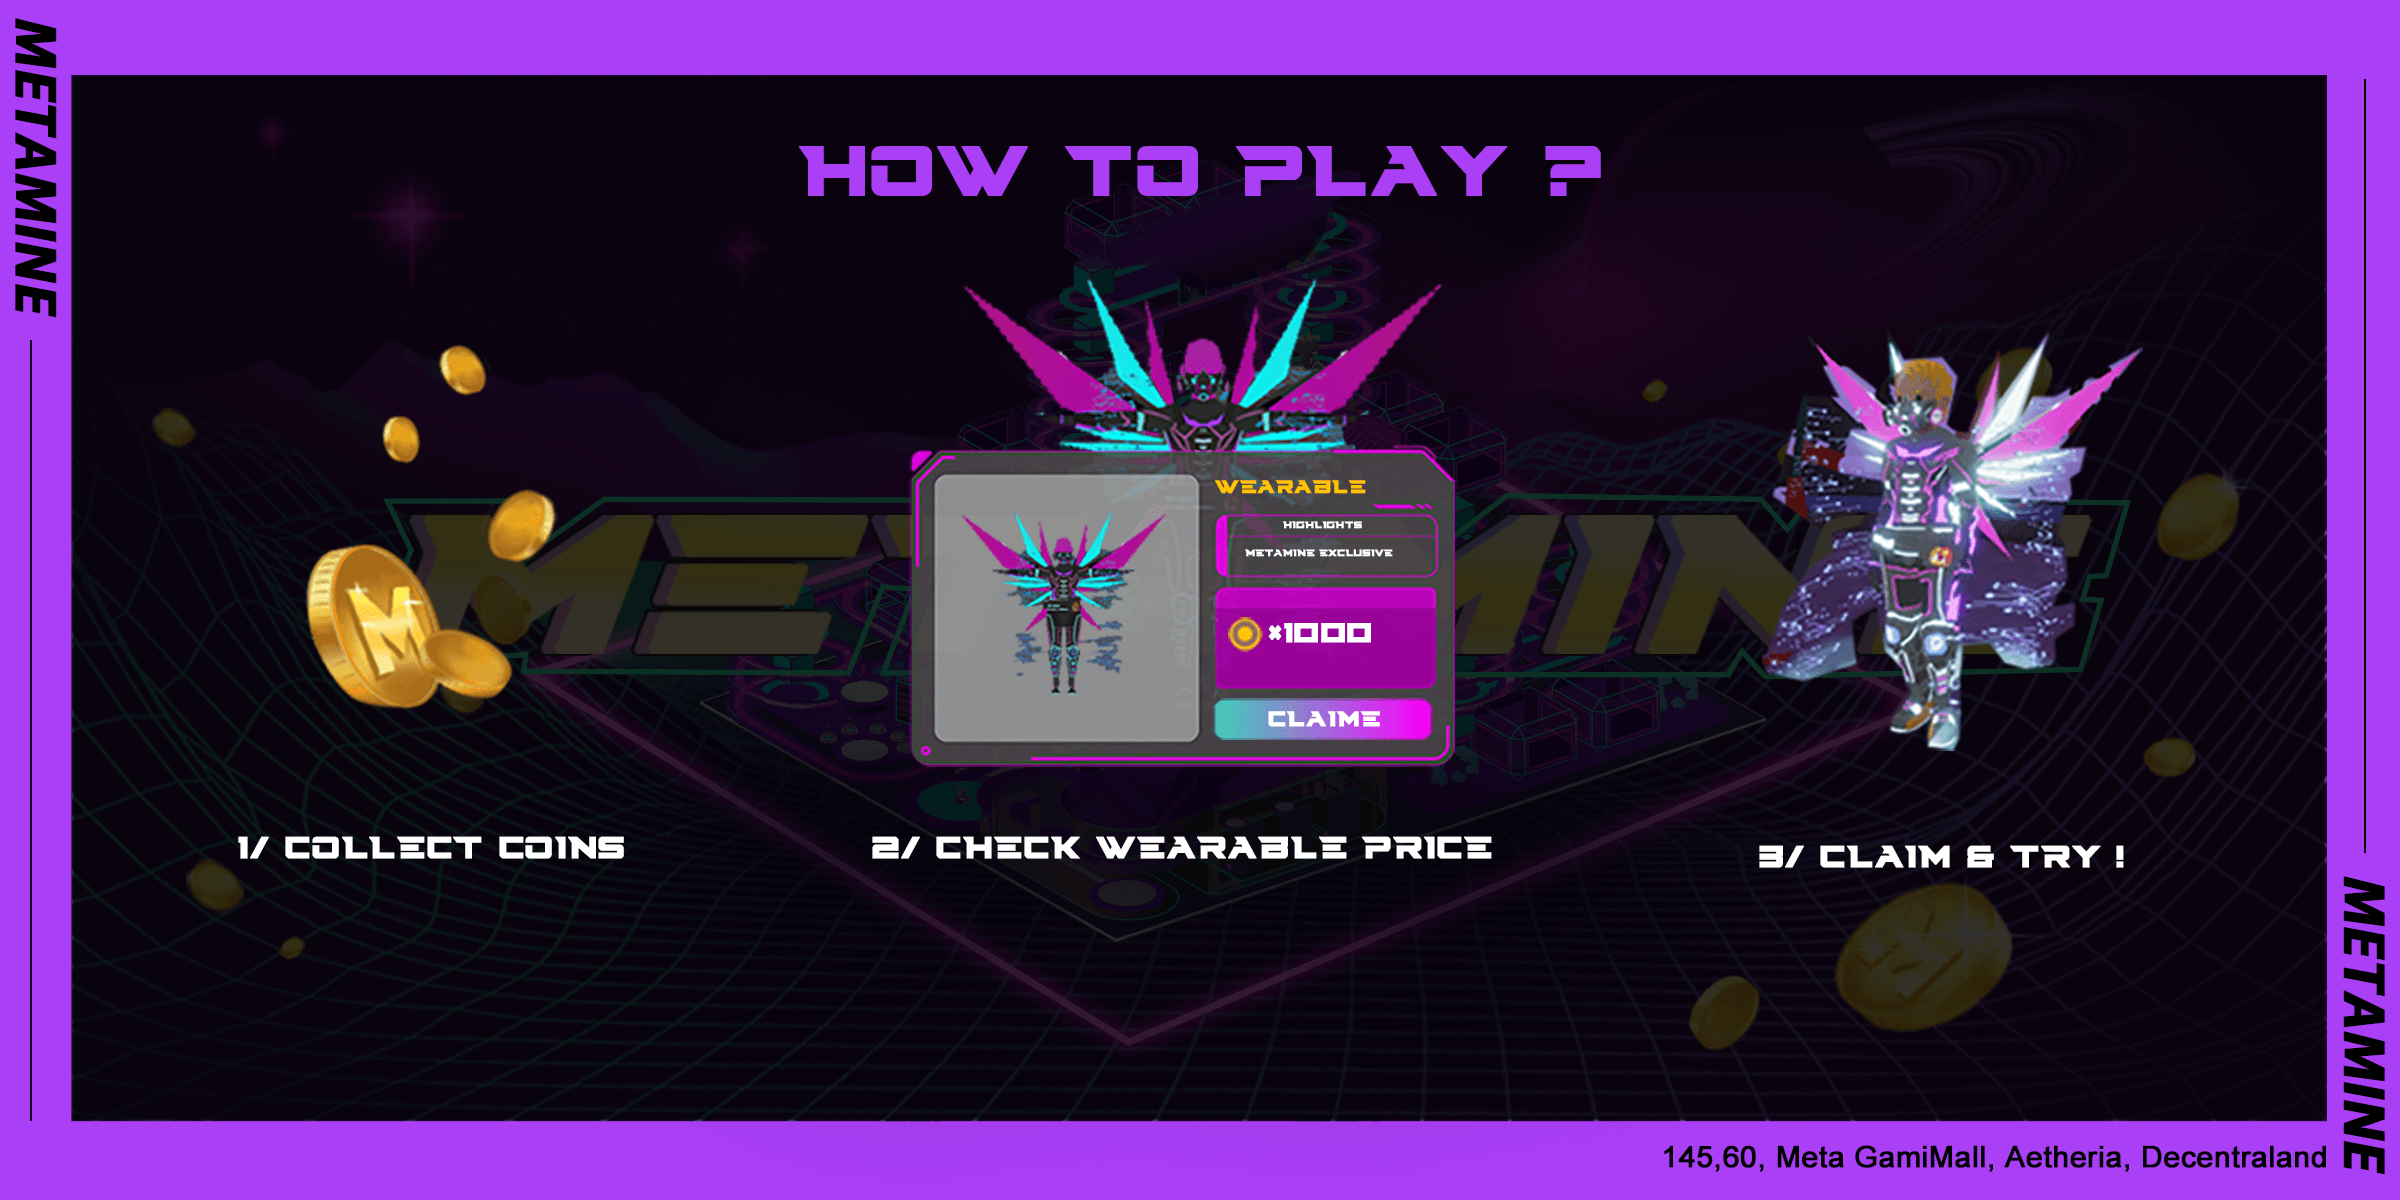 METAMINE
HOW TO PLAY ?
METAMINE
M
WEARABLE
HIGHLIGHTS
METAMINE EXCLUSIVE
×1000
CLAIME
1/ COLLECT COINS
2/ CHECK WEARABLE PRICE
3/ CLAIM & TRY !
METAMINE
145,60, Meta GamiMall, Aetheria, Decentraland